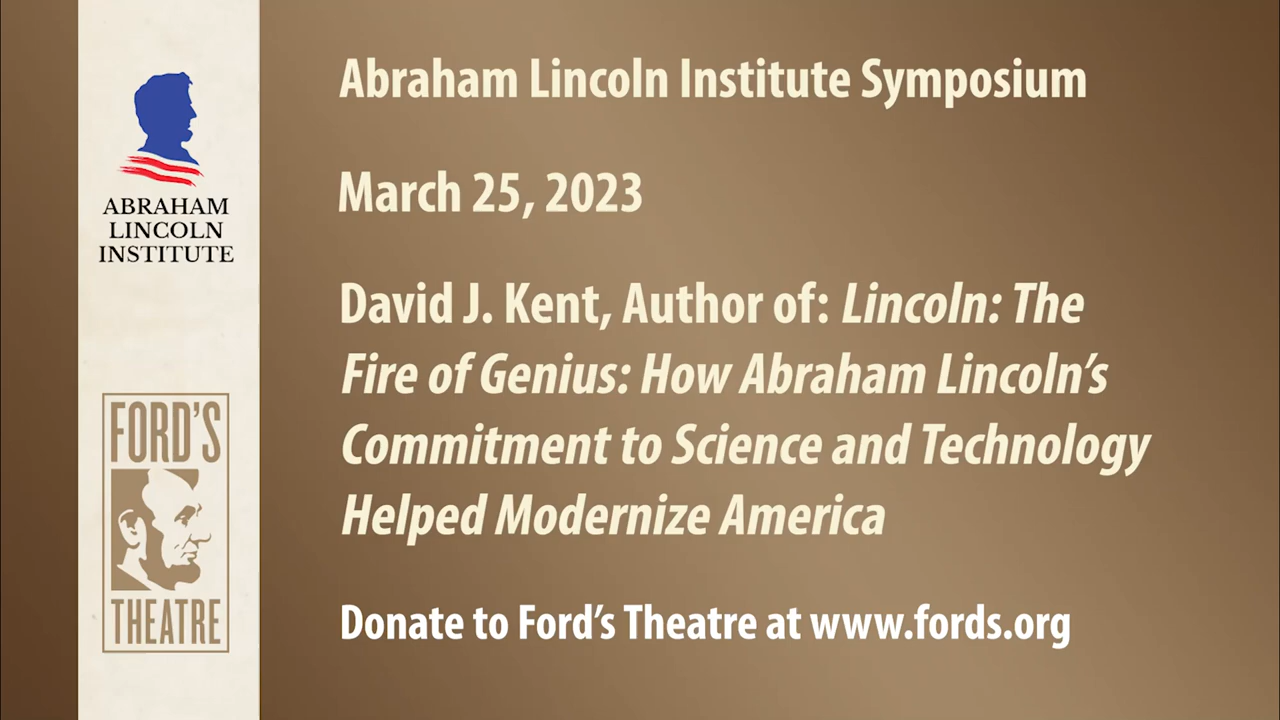 ABRAHAM
LINCOLN
INSTITUTE
FORD'S
THEATRE
Abraham Lincoln Institute Symposium
March 25, 2023
David J. Kent, Author of: Lincoln: The
Fire of Genius: How Abraham Lincoln’s
Commitment to Science and Technology
Helped Modernize America
Donate to Ford’s Theatre at www.fords.org